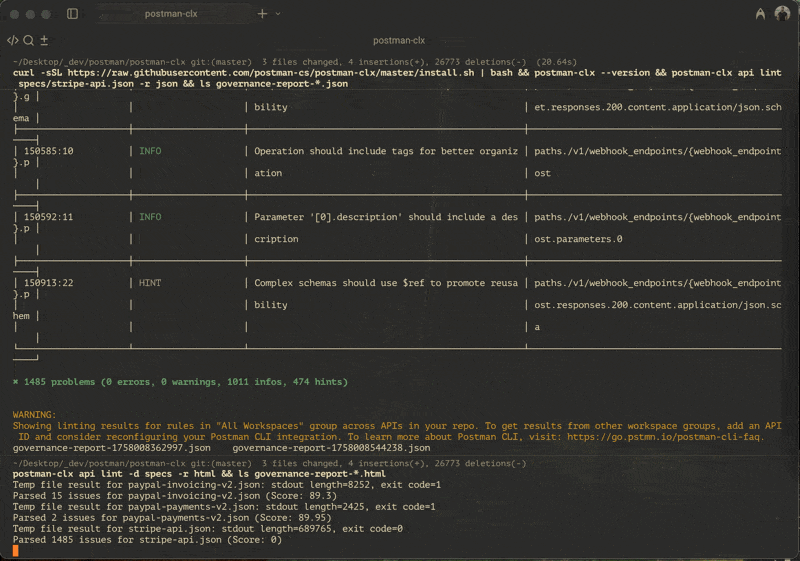 postman-clx
postman-clx
~/Desktop/_dev/postman/postman-clx git:(master)  3 files changed, 4 insertions(+), 26773 deletions(-)  (20.64s)
curl -sSL https://raw.githubusercontent.com/postman-cs/postman-clx/master/install.sh | bash && postman-clx --version && postman-clx api lint
specs/stripe-api.json -r json && ls governance-report-*.json
}.g |
| | bility | et.responses.200.content.application/json.sch
ema |
| 150585:10 | INFO | Operation should include tags for better organiz | paths./v1/webhook_endpoints/{webhook_endpoint
}.p |
| | ation | ost
|
| 150592:11 | INFO | Parameter '[0].description' should include a des | paths./v1/webhook_endpoints/{webhook_endpoint
}.p |
| | cription | ost.parameters.0
|
| 150913:22 | HINT | Complex schemas should use $ref to promote reusa | paths./v1/webhook_endpoints/{webhook_endpoint
}.p |
| | bility | ost.responses.200.content.application/json.sc
hem |
| | | a
|
✖ 1485 problems (0 errors, 0 warnings, 1011 infos, 474 hints)
WARNING:
Showing linting results for rules in "All Workspaces" group across APIs in your repo. To get results from other workspace groups, add an API
ID and consider reconfiguring your Postman CLI integration. To learn more about Postman CLI, visit: https://go.pstmn.io/postman-cli-faq.
governance-report-1758008362997.json    governance-report-1758008544238.json
~/Desktop/_dev/postman/postman-clx git:(master)  3 files changed, 4 insertions(+), 26773 deletions(-)
postman-clx api lint -d specs -r html && ls governance-report-*.html
Temp file result for paypal-invoicing-v2.json: stdout length=8252, exit code=1
Parsed 15 issues for paypal-invoicing-v2.json (Score: 89.3)
Temp file result for paypal-payments-v2.json: stdout length=2425, exit code=1
Parsed 2 issues for paypal-payments-v2.json (Score: 89.95)
Temp file result for stripe-api.json: stdout length=689765, exit code=0
Parsed 1485 issues for stripe-api.json (Score: 0)